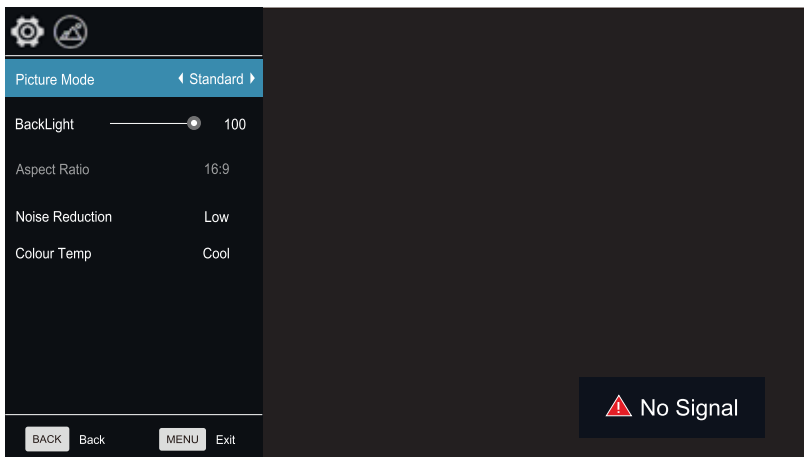 Picture Mode Standard
BackLight 100
Aspect Ratio 16:9
Noise Reduction Low
Colour Temp Cool
No Signal
BACK Back MENU Exit